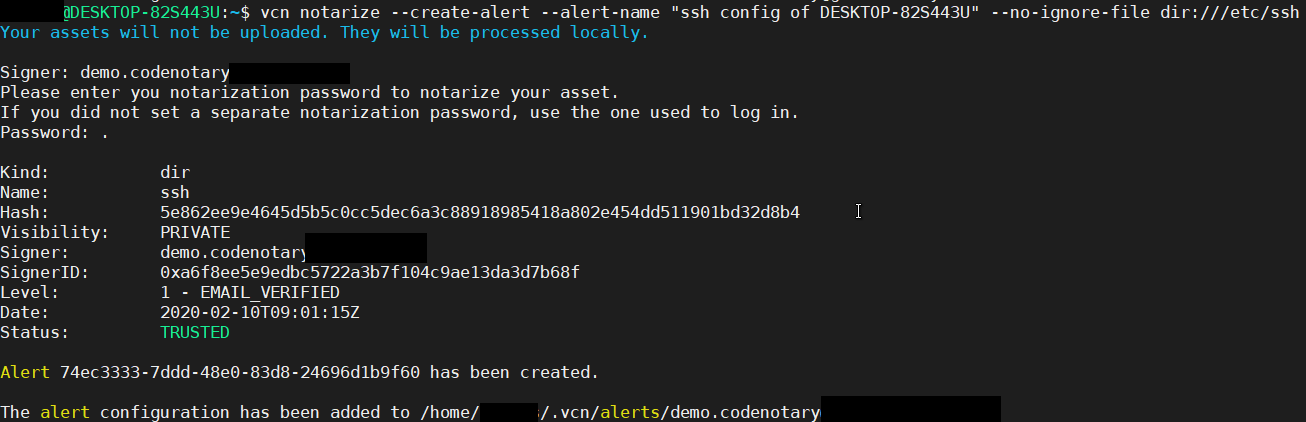 @DESKTOP-82S443U:~$ vcn notarize --create-alert --alert-name "ssh config of DESKTOP-82S443U" --no-ignore-file dir:///etc/ssh
Your assets will not be uploaded. They will be processed locally.
Signer: demo.codenotary
Please enter you notarization password to notarize your asset.
If you did not set a separate notarization password, use the one used to log in.
Password: .
Kind: dir
Name: ssh
Hash: 5e862ee9e4645d5b5c0cc5dec6a3c88918985418a802e454dd511901bd32d8b4
Visibility: PRIVATE
Signer: demo.codenotary
SignerID: 0xa6f8ee5e9edbc5722a3b7f104c9ae13da3d7b68f
Level: 1 - EMAIL_VERIFIED
Date: 2020-02-10T09:01:15Z
Status: TRUSTED
Alert 74ec3333-7ddd-48e0-83d8-24696d1b9f60 has been created.
The alert configuration has been added to /home/ /.vcn/alerts/demo.codenotary